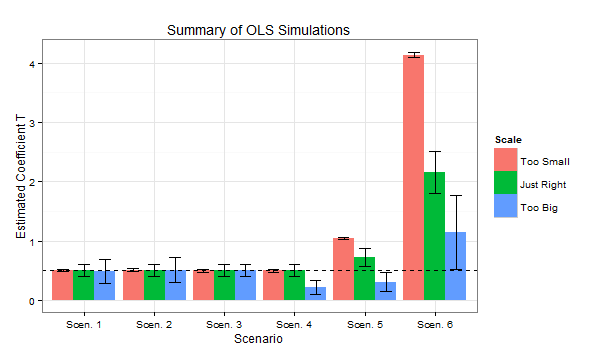 Summary of OLS Simulations
Estimated Coefficient T
4
3
2
1
0
Scen. 1
Scen. 2
Scen. 3
Scen. 4
Scen. 5
Scen. 6
Scenario
Scale
Too Small
Just Right
Too Big